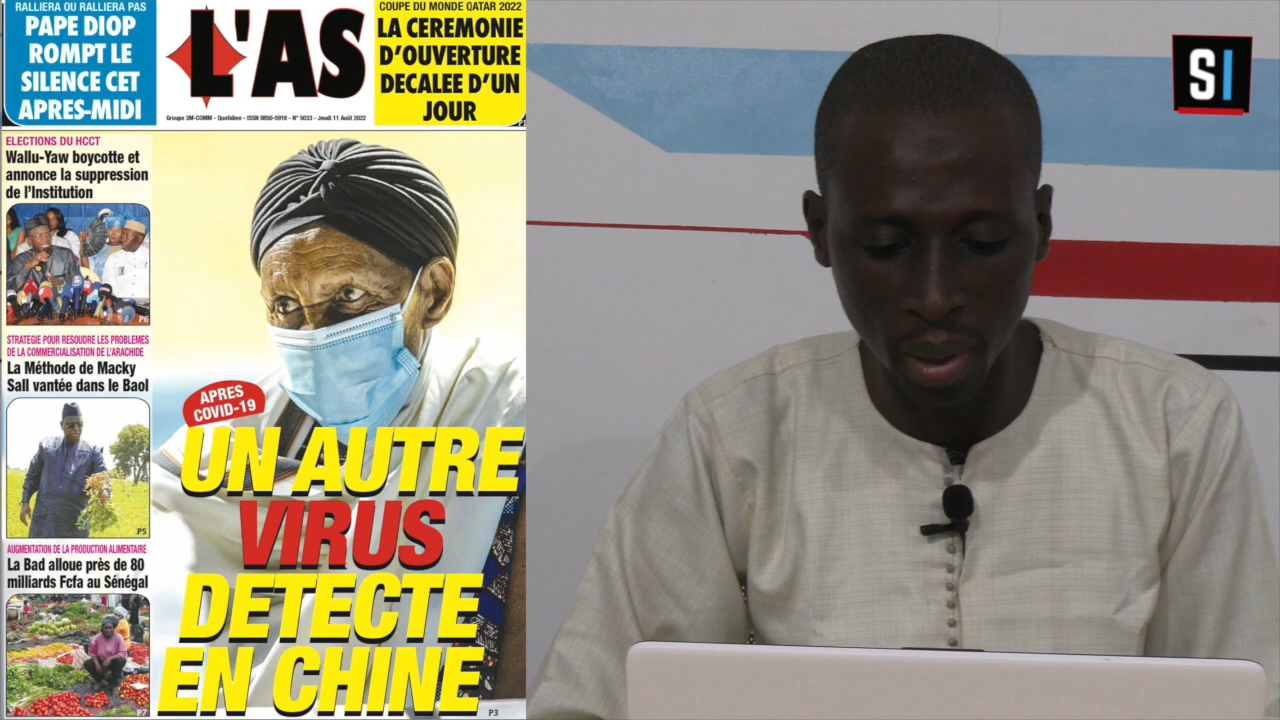 RALLIERA OU RALLIERA PAS
PAPE DIOP
ROMPT LE
SILENCE CET
APRES-MIDI
L'AS
Groupe 3M-COMM - Quotidien - ISSN 0850-5918 - N° 5033 - Jeudi 11 Août 2022
COUPE DU MONDE QATAR 2022
LA CEREMONIE
D'OUVERTURE
DECALEE D'UN
JOUR
ELECTIONS DU HCCT
Wallu-Yaw boycotte et
annonce la suppression
de l'Institution
P6
STRATEGIE POUR RESOUDRE LES PROBLEMES
DE LA COMMERCIALISATION DE L'ARACHIDE
La Méthode de Macky
Sall vantée dans le Baol
P5
AUGMENTATION DE LA PRODUCTION ALIMENTAIRE
La Bad alloue près de 80
milliards Fcfa au Sénégal
P7
APRES
COVID-19
UN AUTRE
VIRUS
DETECTE
EN CHINE
P3
SI